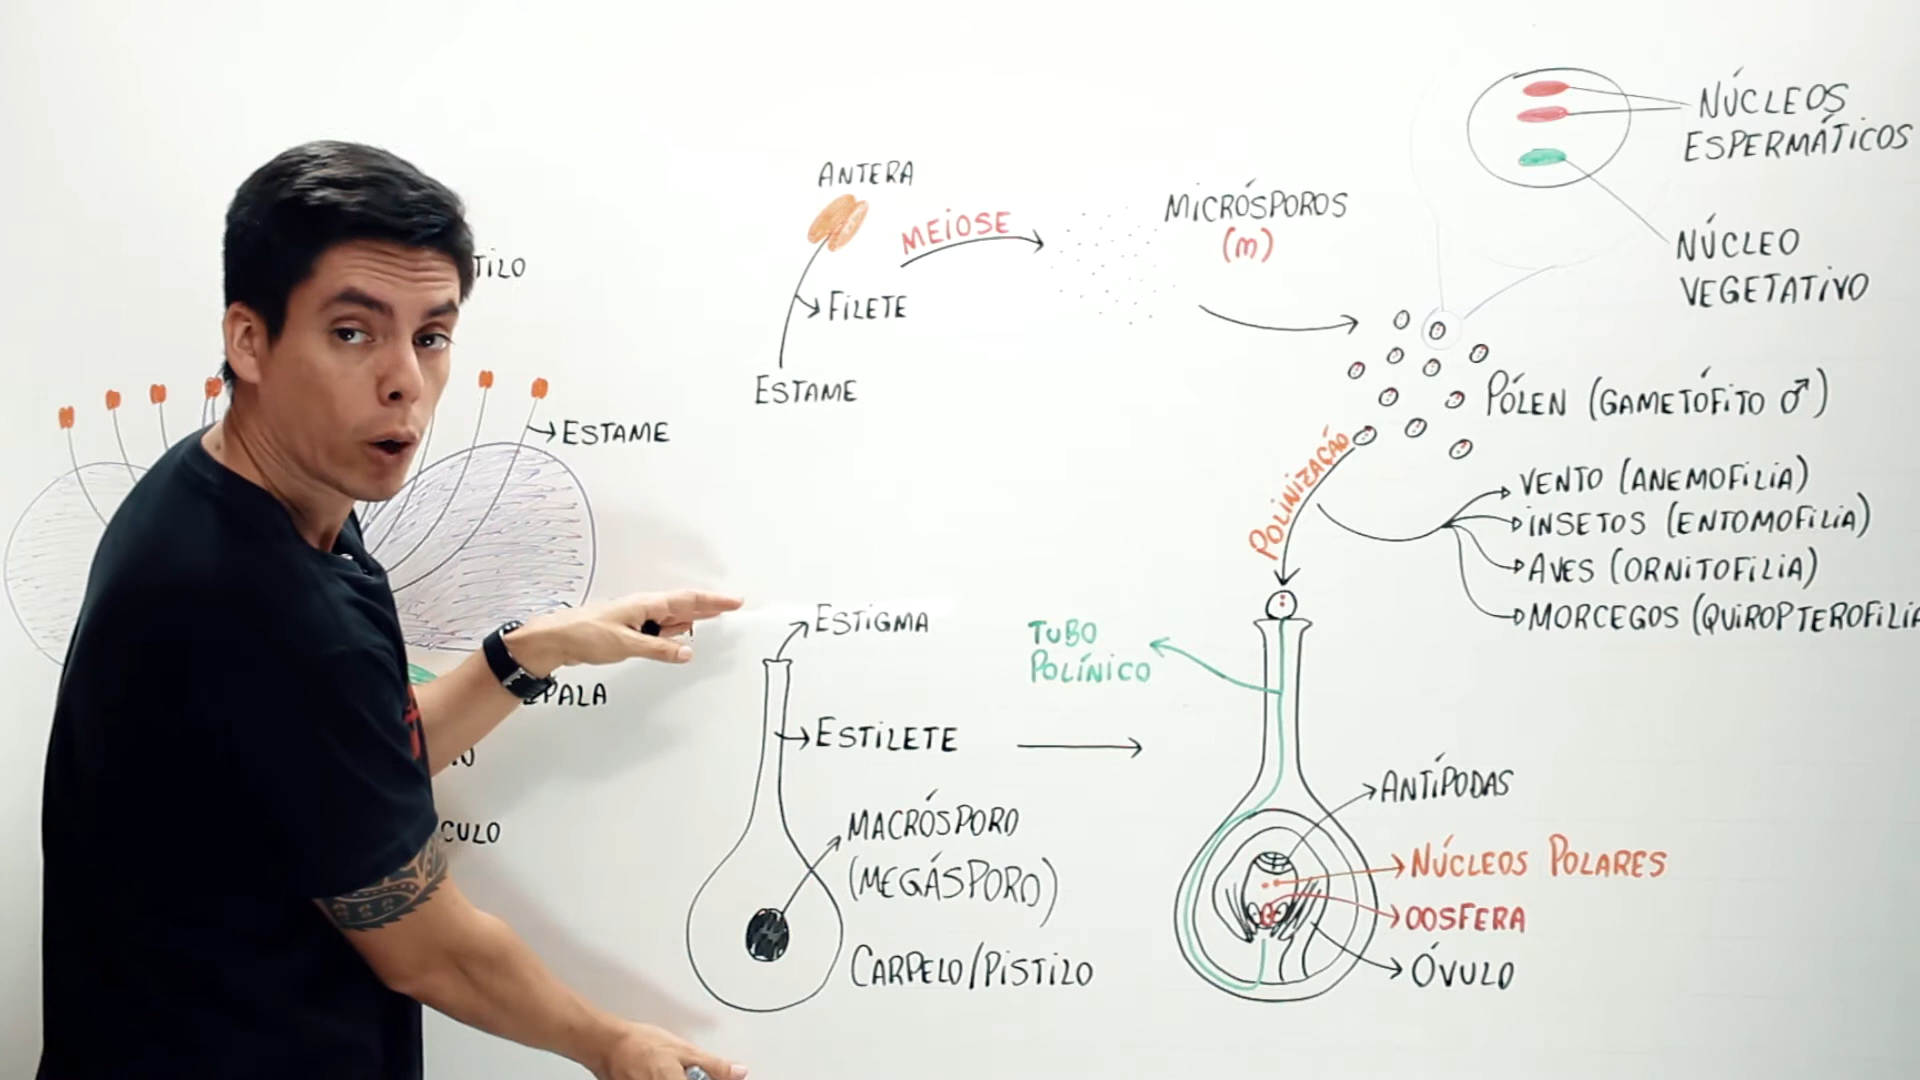 TILO
ESTAME
PALA
CULO
ANTERA
MEIOSE
FILETE
ESTAME
MICRÓSPOROS
(n)
NÚCLEOS
ESPERMÁTICOS
NÚCLEO
VEGETATIVO
PÓLEN (GAMETÓFITO ♂)
POLINIZAÇÃO
VENTO (ANEMOFILIA)
INSETOS (ENTOMOFILIA)
AVES (ORNITOFILIA)
MORCEGOS (QUIROPTEROFILIA
ESTIGMA
ESTILETE
MACRÓSPORO
(MEGÁSPORO)
CARPELO/PISTILO
TUBO
POLÍNICO
ANTÍPODAS
NÚCLEOS POLARES
OOSFERA
ÓVULO